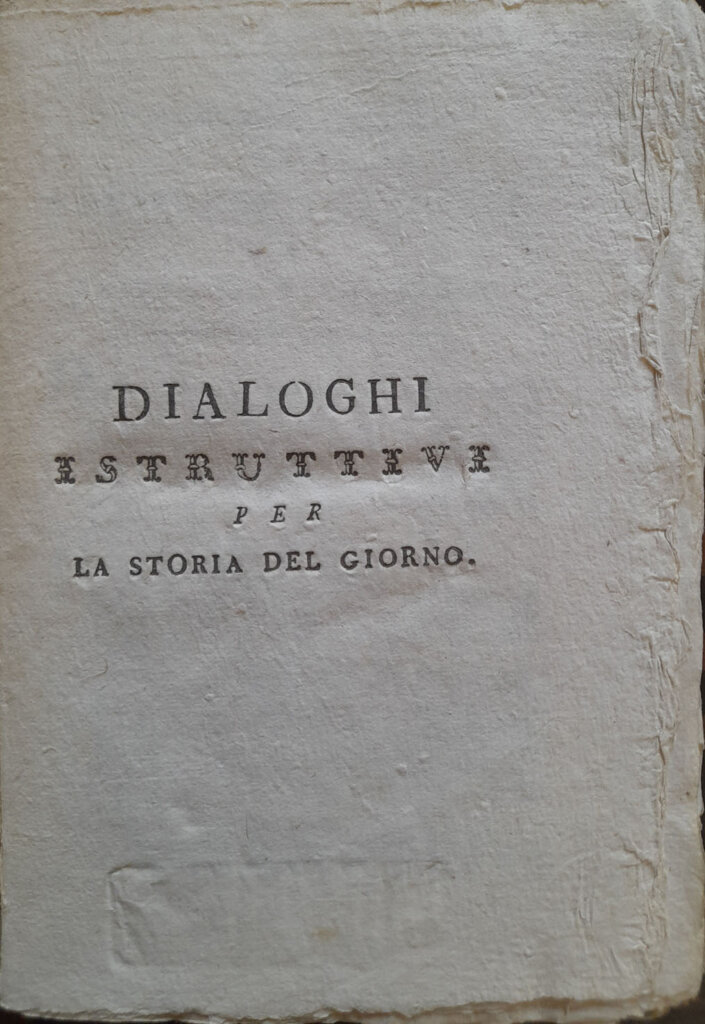 DIALOGHI
ISTRUTTIVI
PER
LA STORIA DEL GIORNO.